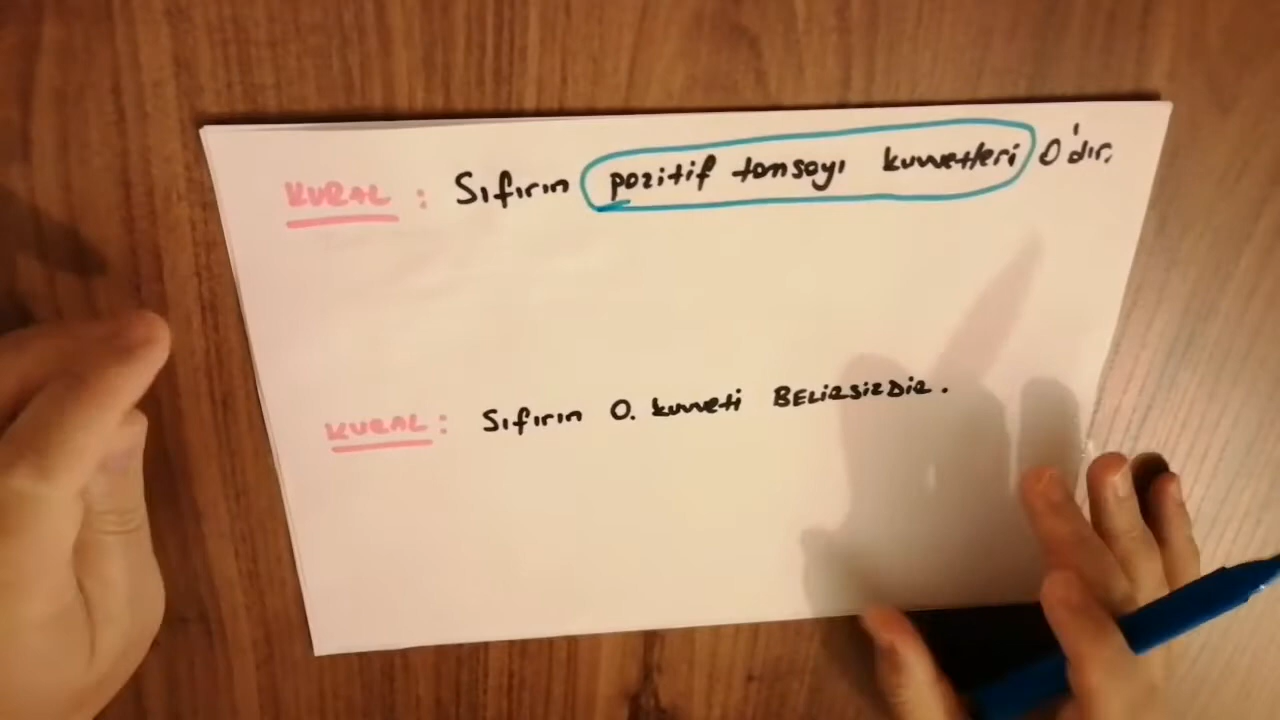 KURAL : Sıfırın pozitif tamsayı kuvvetleri 0'dır.
KURAL : Sıfırın 0. kuvveti BELİRSİZDİR.